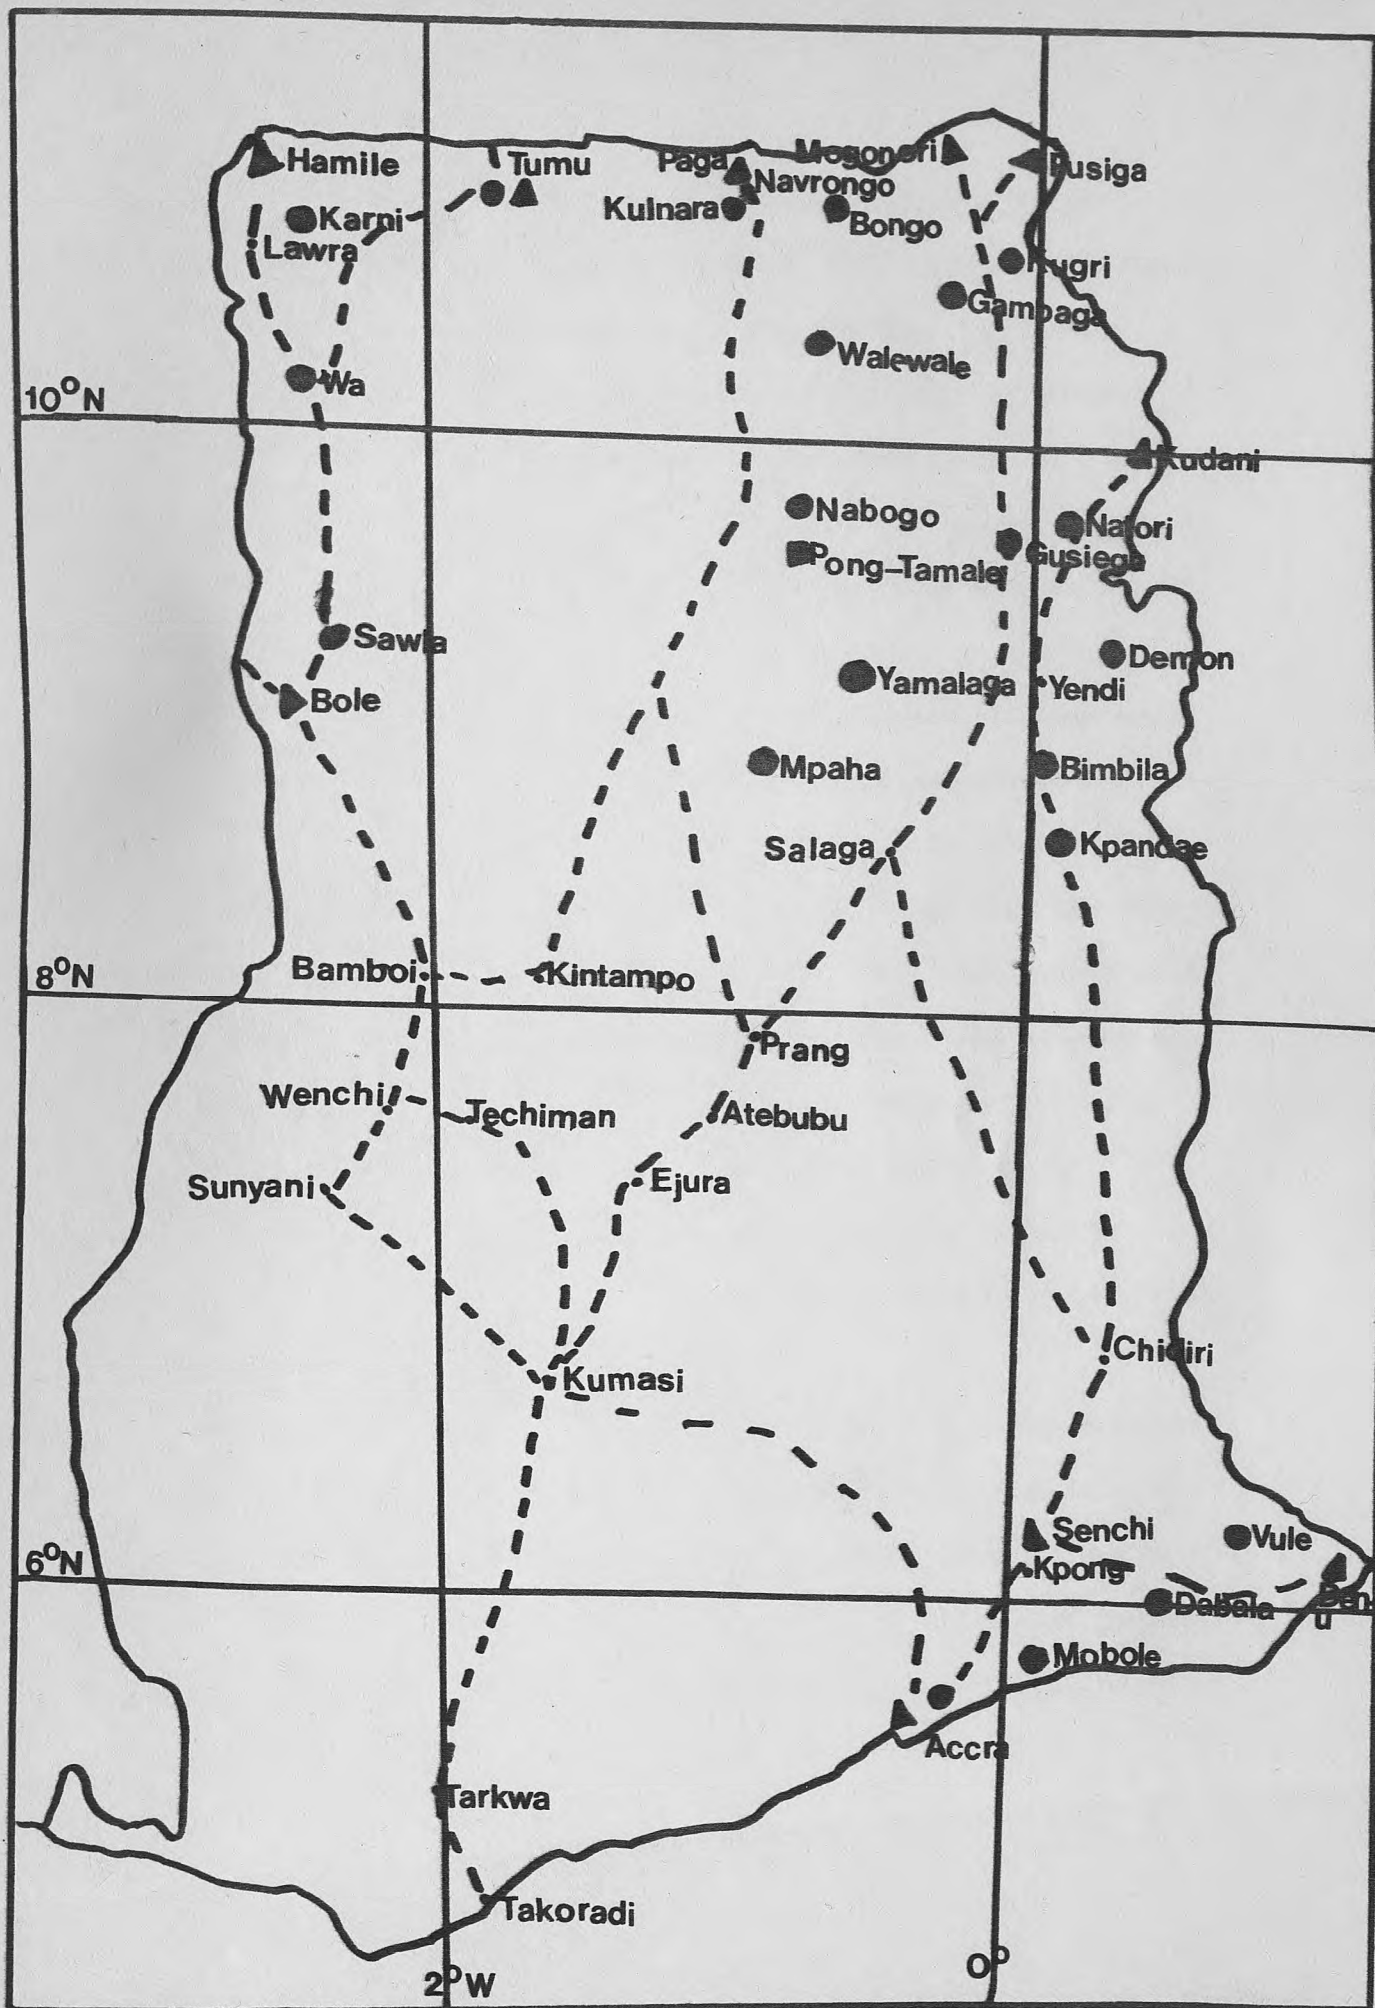 Hamile
Tumu
Paga
Mogonori
Pusiga
Navrongo
Karni
Kulnara
Bongo
Lawra
Kugri
Gambaga
Walewale
Wa
10°N
Kudani
Nabogo
Natori
Pong-Tamale
Gusiega
Sawla
Demon
Yamalaga
Yendi
Bole
Mpaha
Bimbila
Salaga
Kpandae
Bamboi
8°N
Kintampo
Prang
Wenchi
Techiman
Atebubu
Sunyani
Ejura
Chidiri
Kumasi
Senchi
Vule
6°N
Kpong
Dabala
Den
u
Mobole
Accra
Tarkwa
Takoradi
2°W
0°